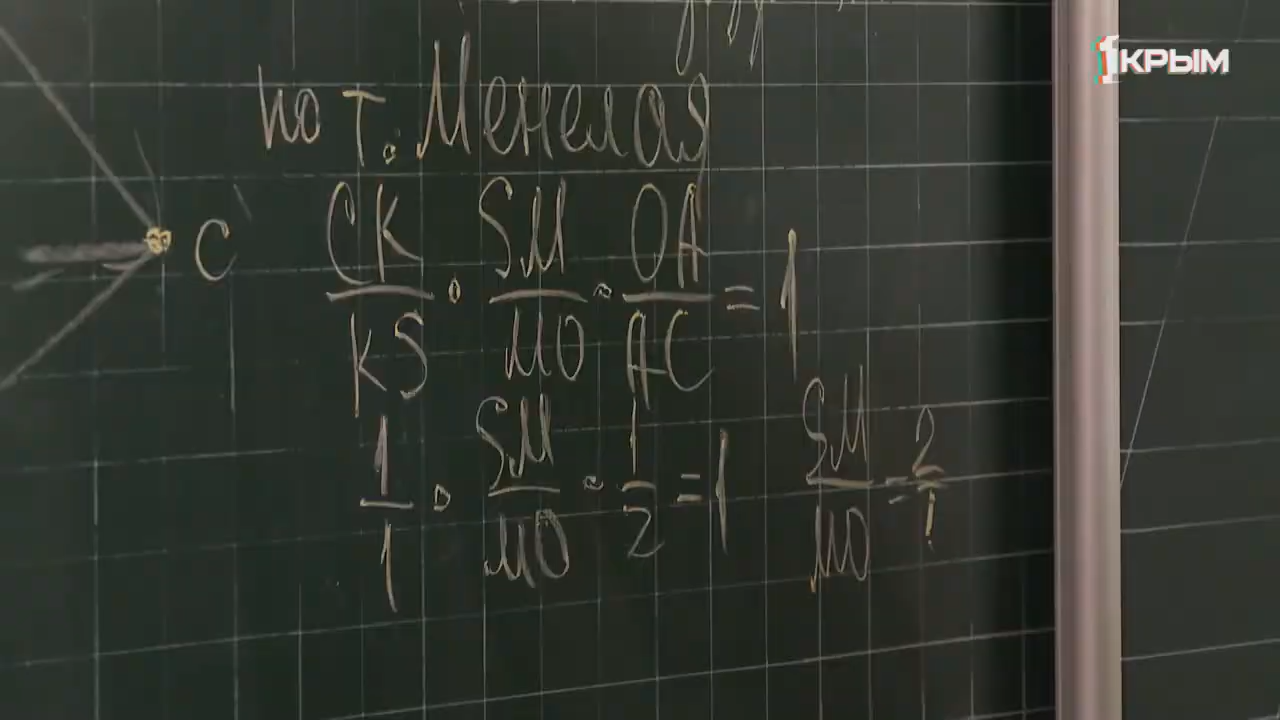 1КРЫМ
по т. Менелая
C
CK/KS · SM/MO · OA/AC = 1
1/1 · SM/MO · 1/2 = 1 SM/MO = 2/1